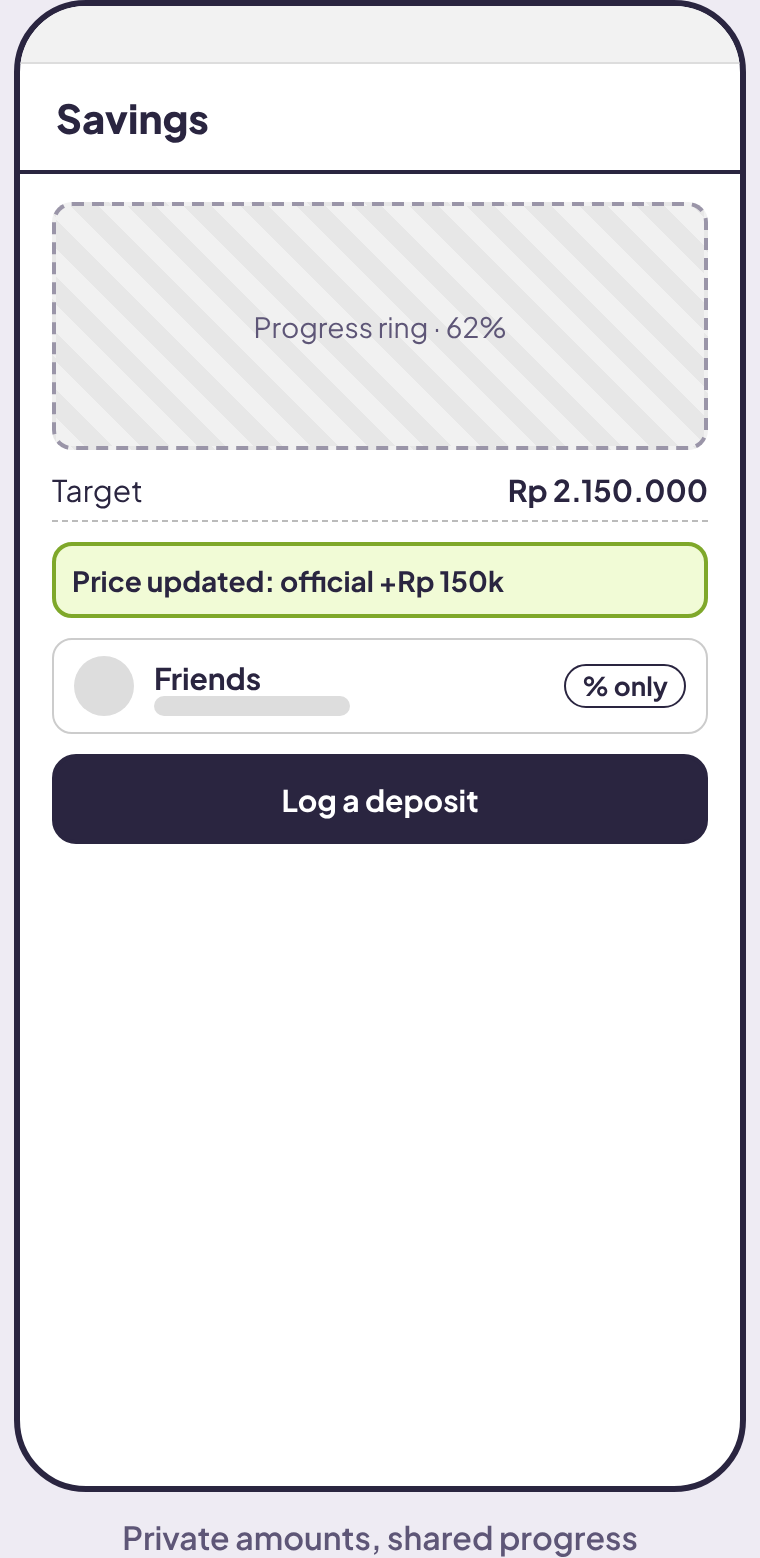 Savings
Progress ring · 62%
Target Rp 2.150.000
Price updated: official +Rp 150k
Friends % only
Log a deposit
Private amounts, shared progress